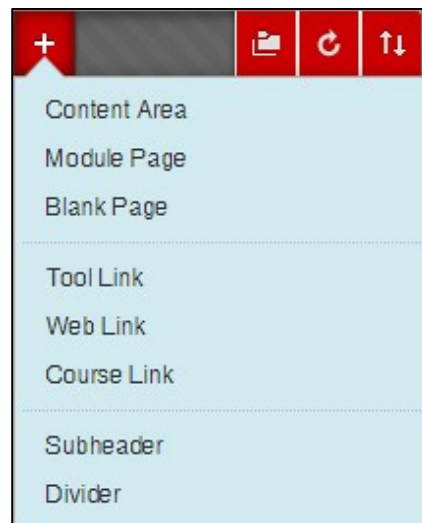 Content Area
Module Page
Blank Page
Tool Link
Web Link
Course Link
Subheader
Divider